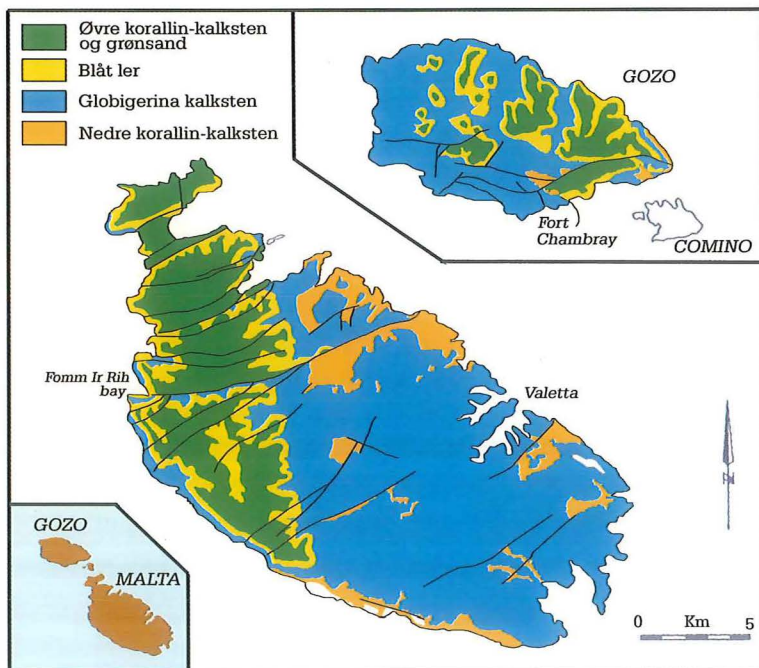 Øvre korallin-kalksten
og grønsand
Blåt ler
Globigerina kalksten
Nedre korallin-kalksten
GOZO
Fort
Chambray
COMINO
Fomm Ir Rih
bay
Valetta
GOZO
MALTA
N
0 Km 5